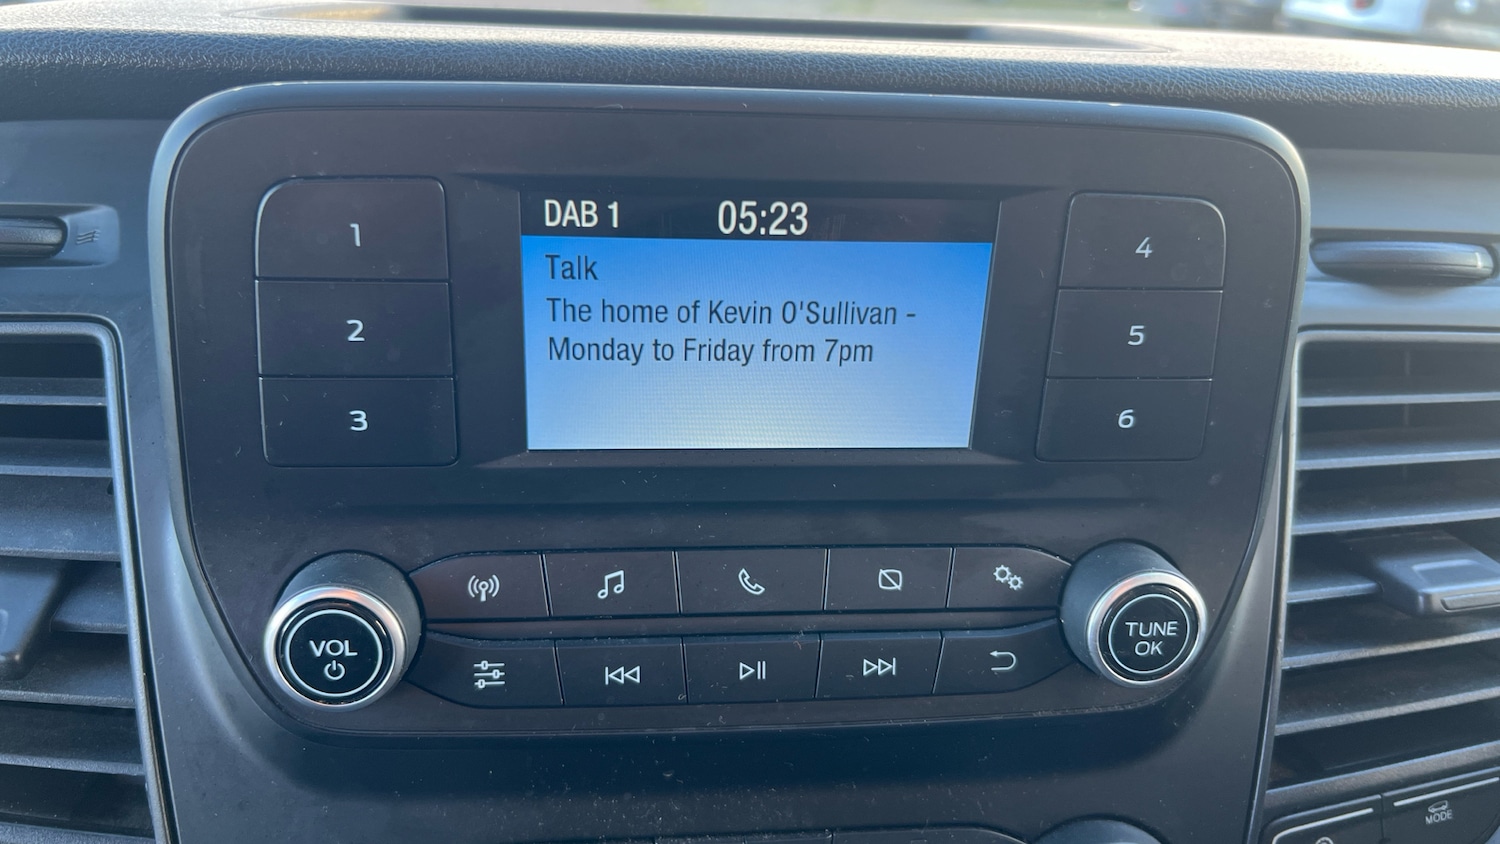 DAB 1 05:23
Talk
The home of Kevin O'Sullivan -
Monday to Friday from 7pm
1
2
3
4
5
6
VOL
TUNE
OK
MODE